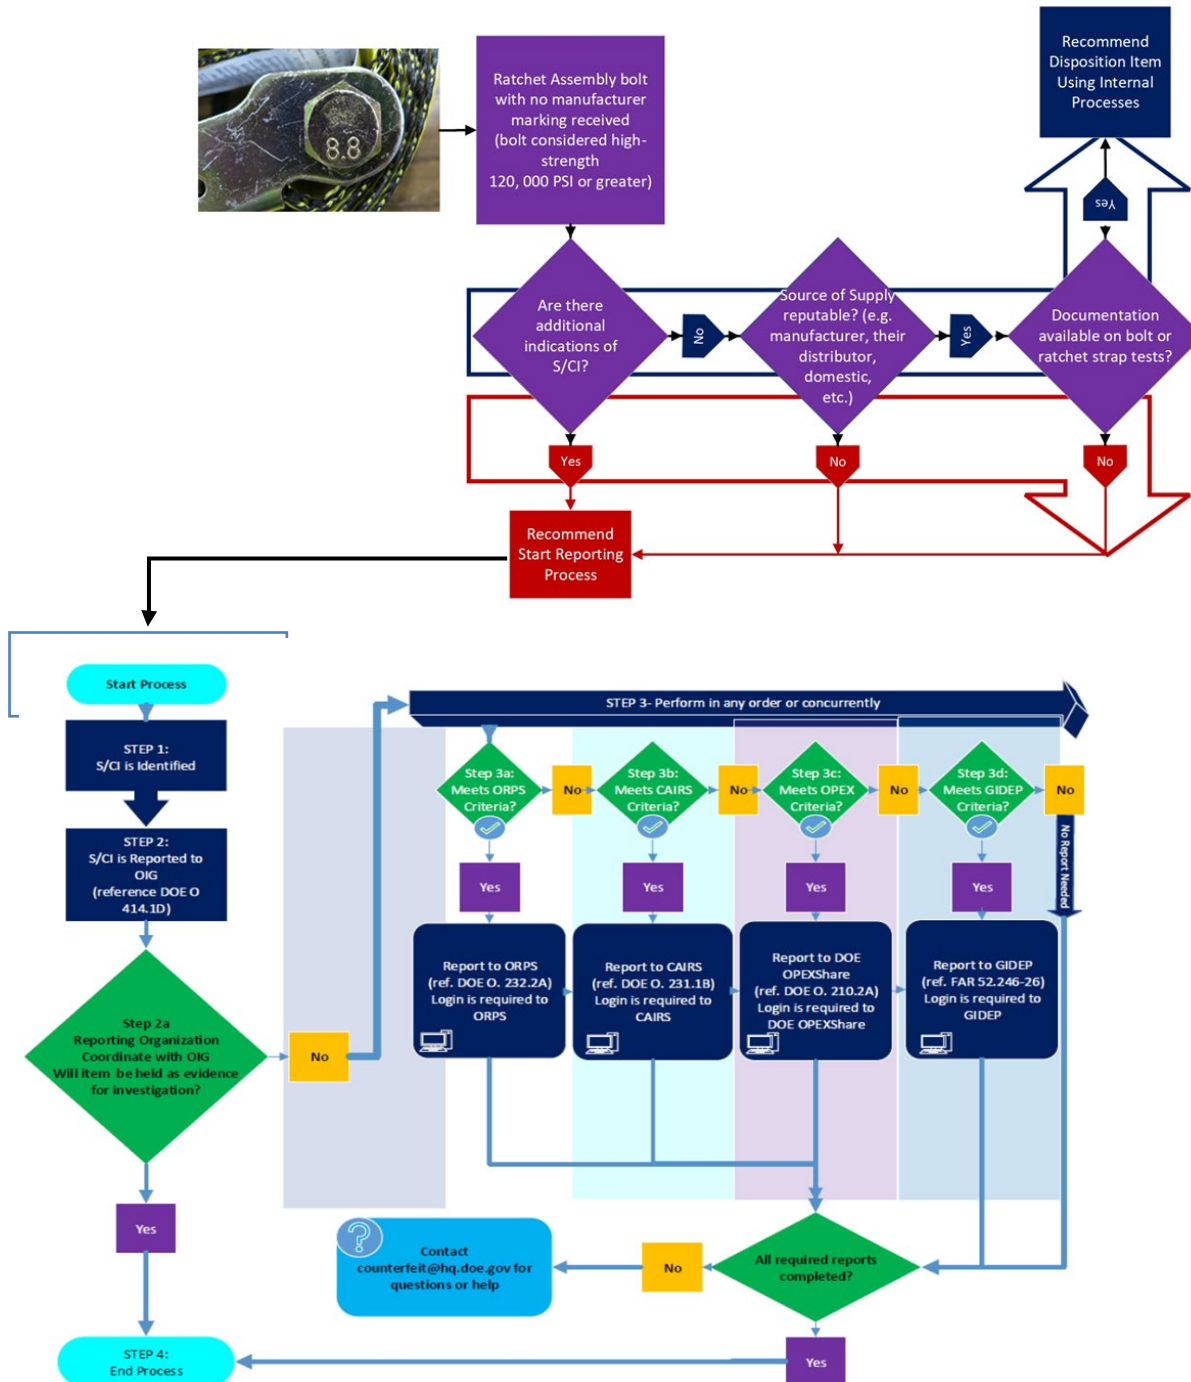 8.8
Ratchet Assembly bolt
with no manufacturer
marking received
(bolt considered high-
strength
120, 000 PSI or greater)
Recommend
Disposition Item
Using Internal
Processes
Yes
Are there
additional
indications of
S/CI?
No
Source of Supply
reputable? (e.g.
manufacturer, their
distributor,
domestic,
etc.)
Yes
Documentation
available on bolt or
ratchet strap tests?
Yes
No
No
Recommend
Start Reporting
Process
Start Process
STEP 1:
S/CI is Identified
STEP 2:
S/CI is Reported to
OIG
(reference DOE O
414.1D)
Step 2a
Reporting Organization
Coordinate with OIG
Will item be held as evidence
for investigation?
No
Yes
STEP 3- Perform in any order or concurrently
Step 3a:
Meets ORPS
Criteria?
No
Step 3b:
Meets CAIRS
Criteria?
No
Step 3c:
Meets OPEX
Criteria?
No
Step 3d:
Meets GIDEP
Criteria?
No
No Report Needed
Yes
Yes
Yes
Yes
Report to ORPS
(ref. DOE O. 232.2A)
Login is required to
ORPS
Report to CAIRS
(ref. DOE O. 231.1B)
Login is required to
CAIRS
Report to DOE
OPEXShare
(ref. DOE O. 210.2A)
Login is required to
DOE OPEXShare
Report to GIDEP
(ref. FAR 52.246-26)
Login is required to
GIDEP
?
Contact
counterfeit@hq.doe.gov for
questions or help
No
All required reports
completed?
Yes
STEP 4:
End Process